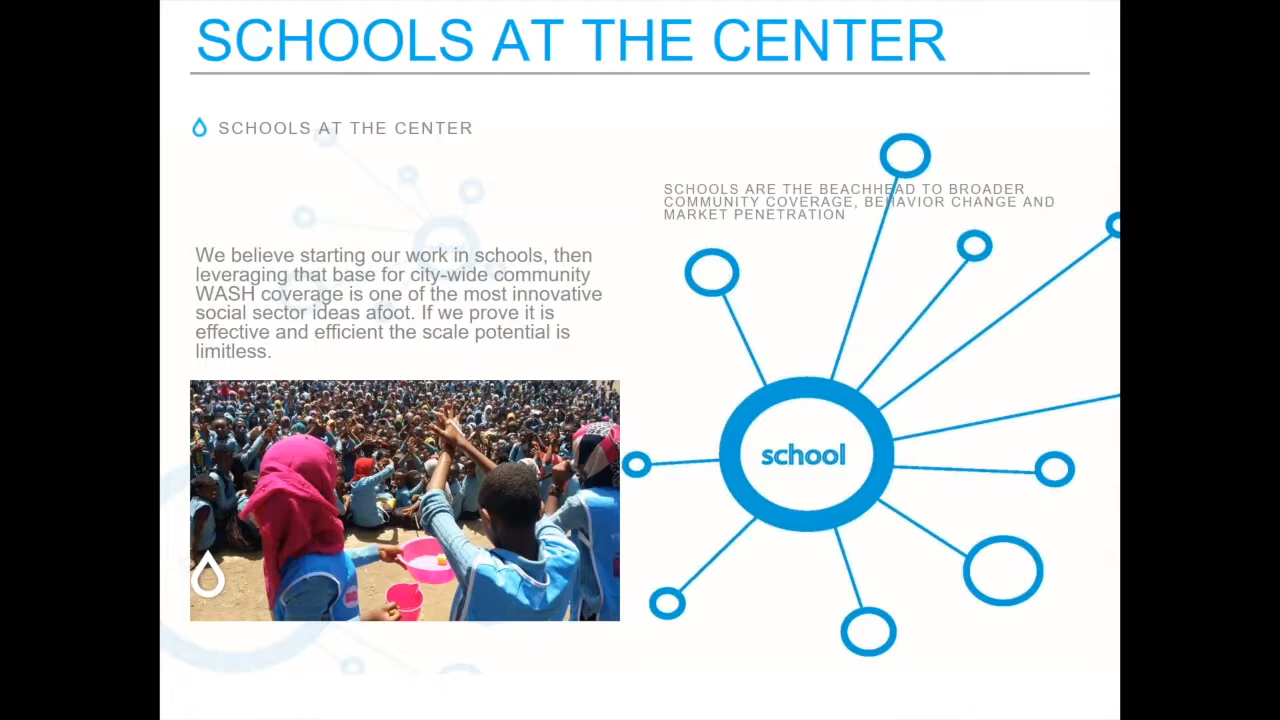 SCHOOLS AT THE CENTER
SCHOOLS AT THE CENTER
SCHOOLS ARE THE BEACHHEAD TO BROADER
COMMUNITY COVERAGE, BEHAVIOR CHANGE AND
MARKET PENETRATION
We believe starting our work in schools, then
leveraging that base for city-wide community
WASH coverage is one of the most innovative
social sector ideas afoot. If we prove it is
effective and efficient the scale potential is
limitless.
school